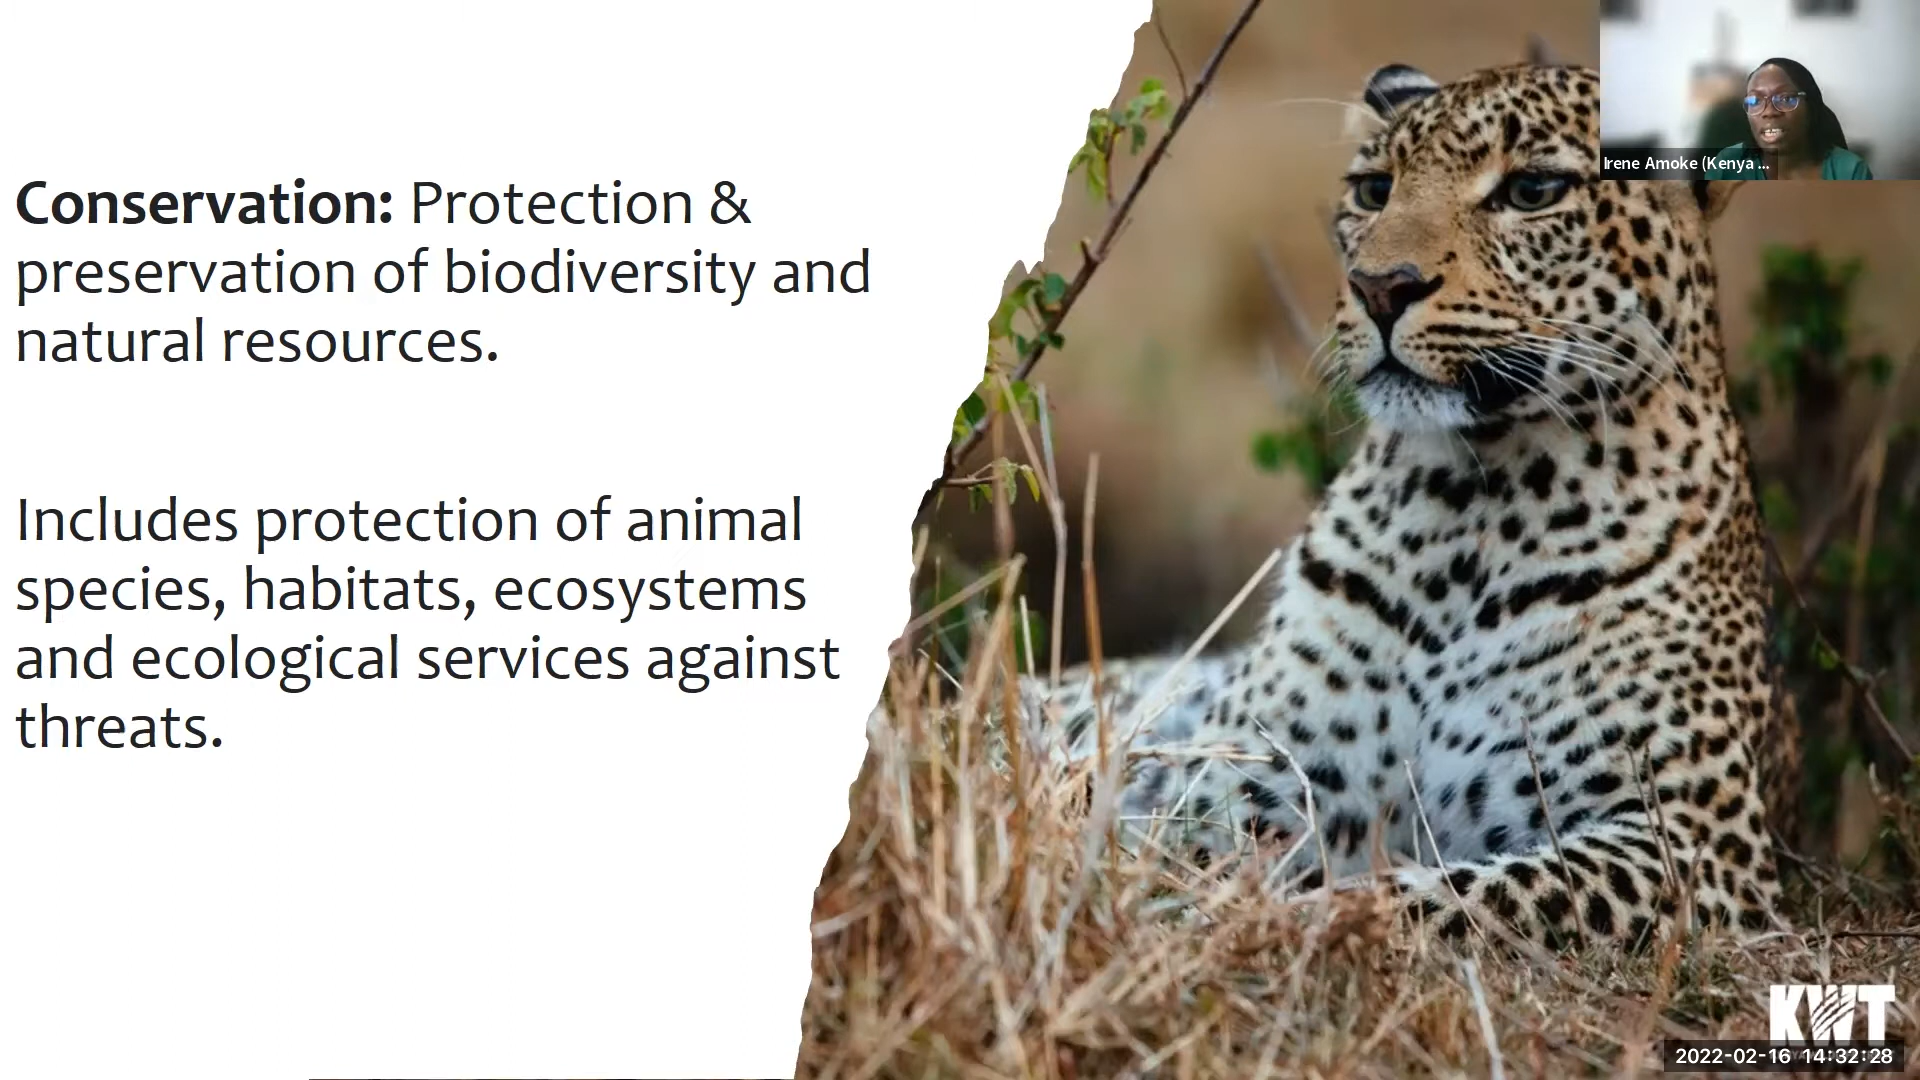 Conservation: Protection &
preservation of biodiversity and
natural resources.
Includes protection of animal
species, habitats, ecosystems
and ecological services against
threats.
Irene Amoke (Kenya ...
KWT
2022-02-16 14:32:28